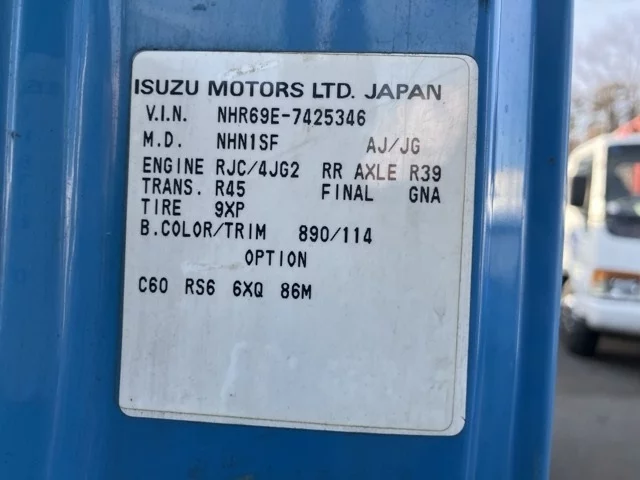 ISUZU MOTORS LTD. JAPAN
V.I.N. NHR69E-7425346
M.D. NHN1SF AJ/JG
ENGINE RJC/4JG2 RR AXLE R39
TRANS. R45 FINAL GNA
TIRE 9XP
B.COLOR/TRIM 890/114
OPTION
C60 RS6 6XQ 86M